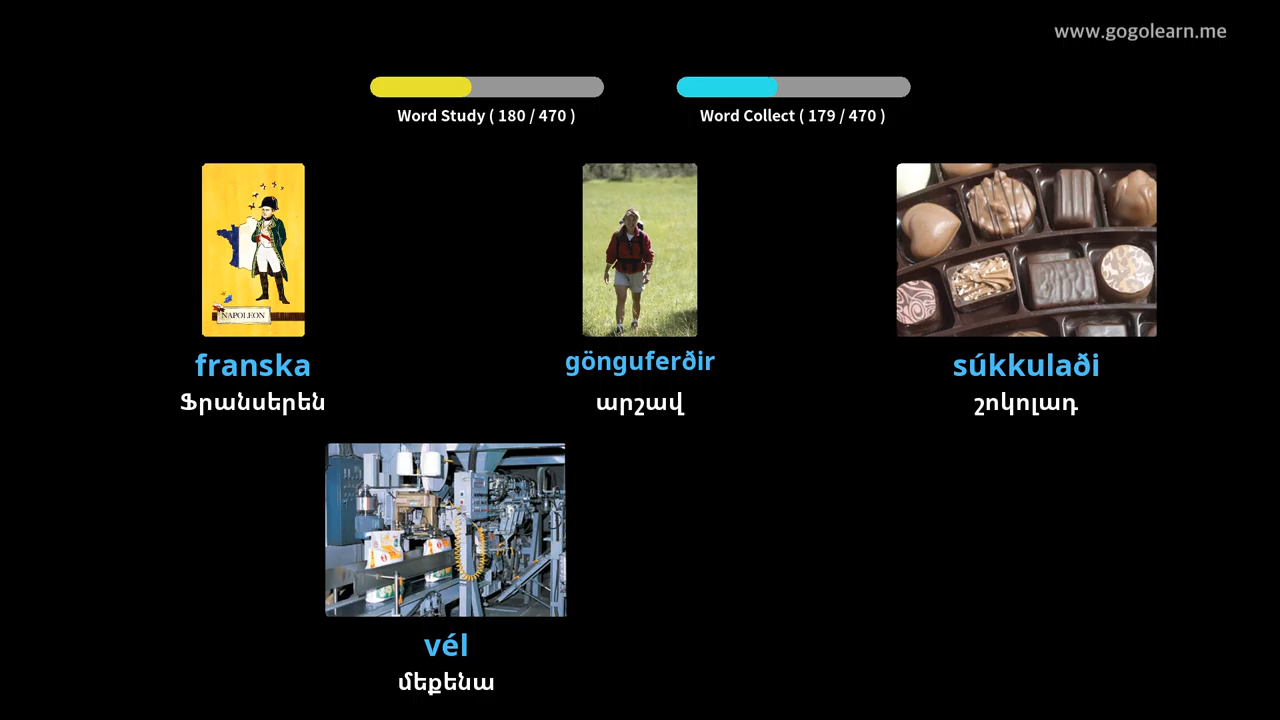 www.gogolearn.me
Word Study ( 180 / 470 )
Word Collect ( 179 / 470 )
NAPOLEON
franska
gönguferðir
súkkulaði
Ֆրանսերեն
արշավ
շոկոլադ
vél
մեքենա